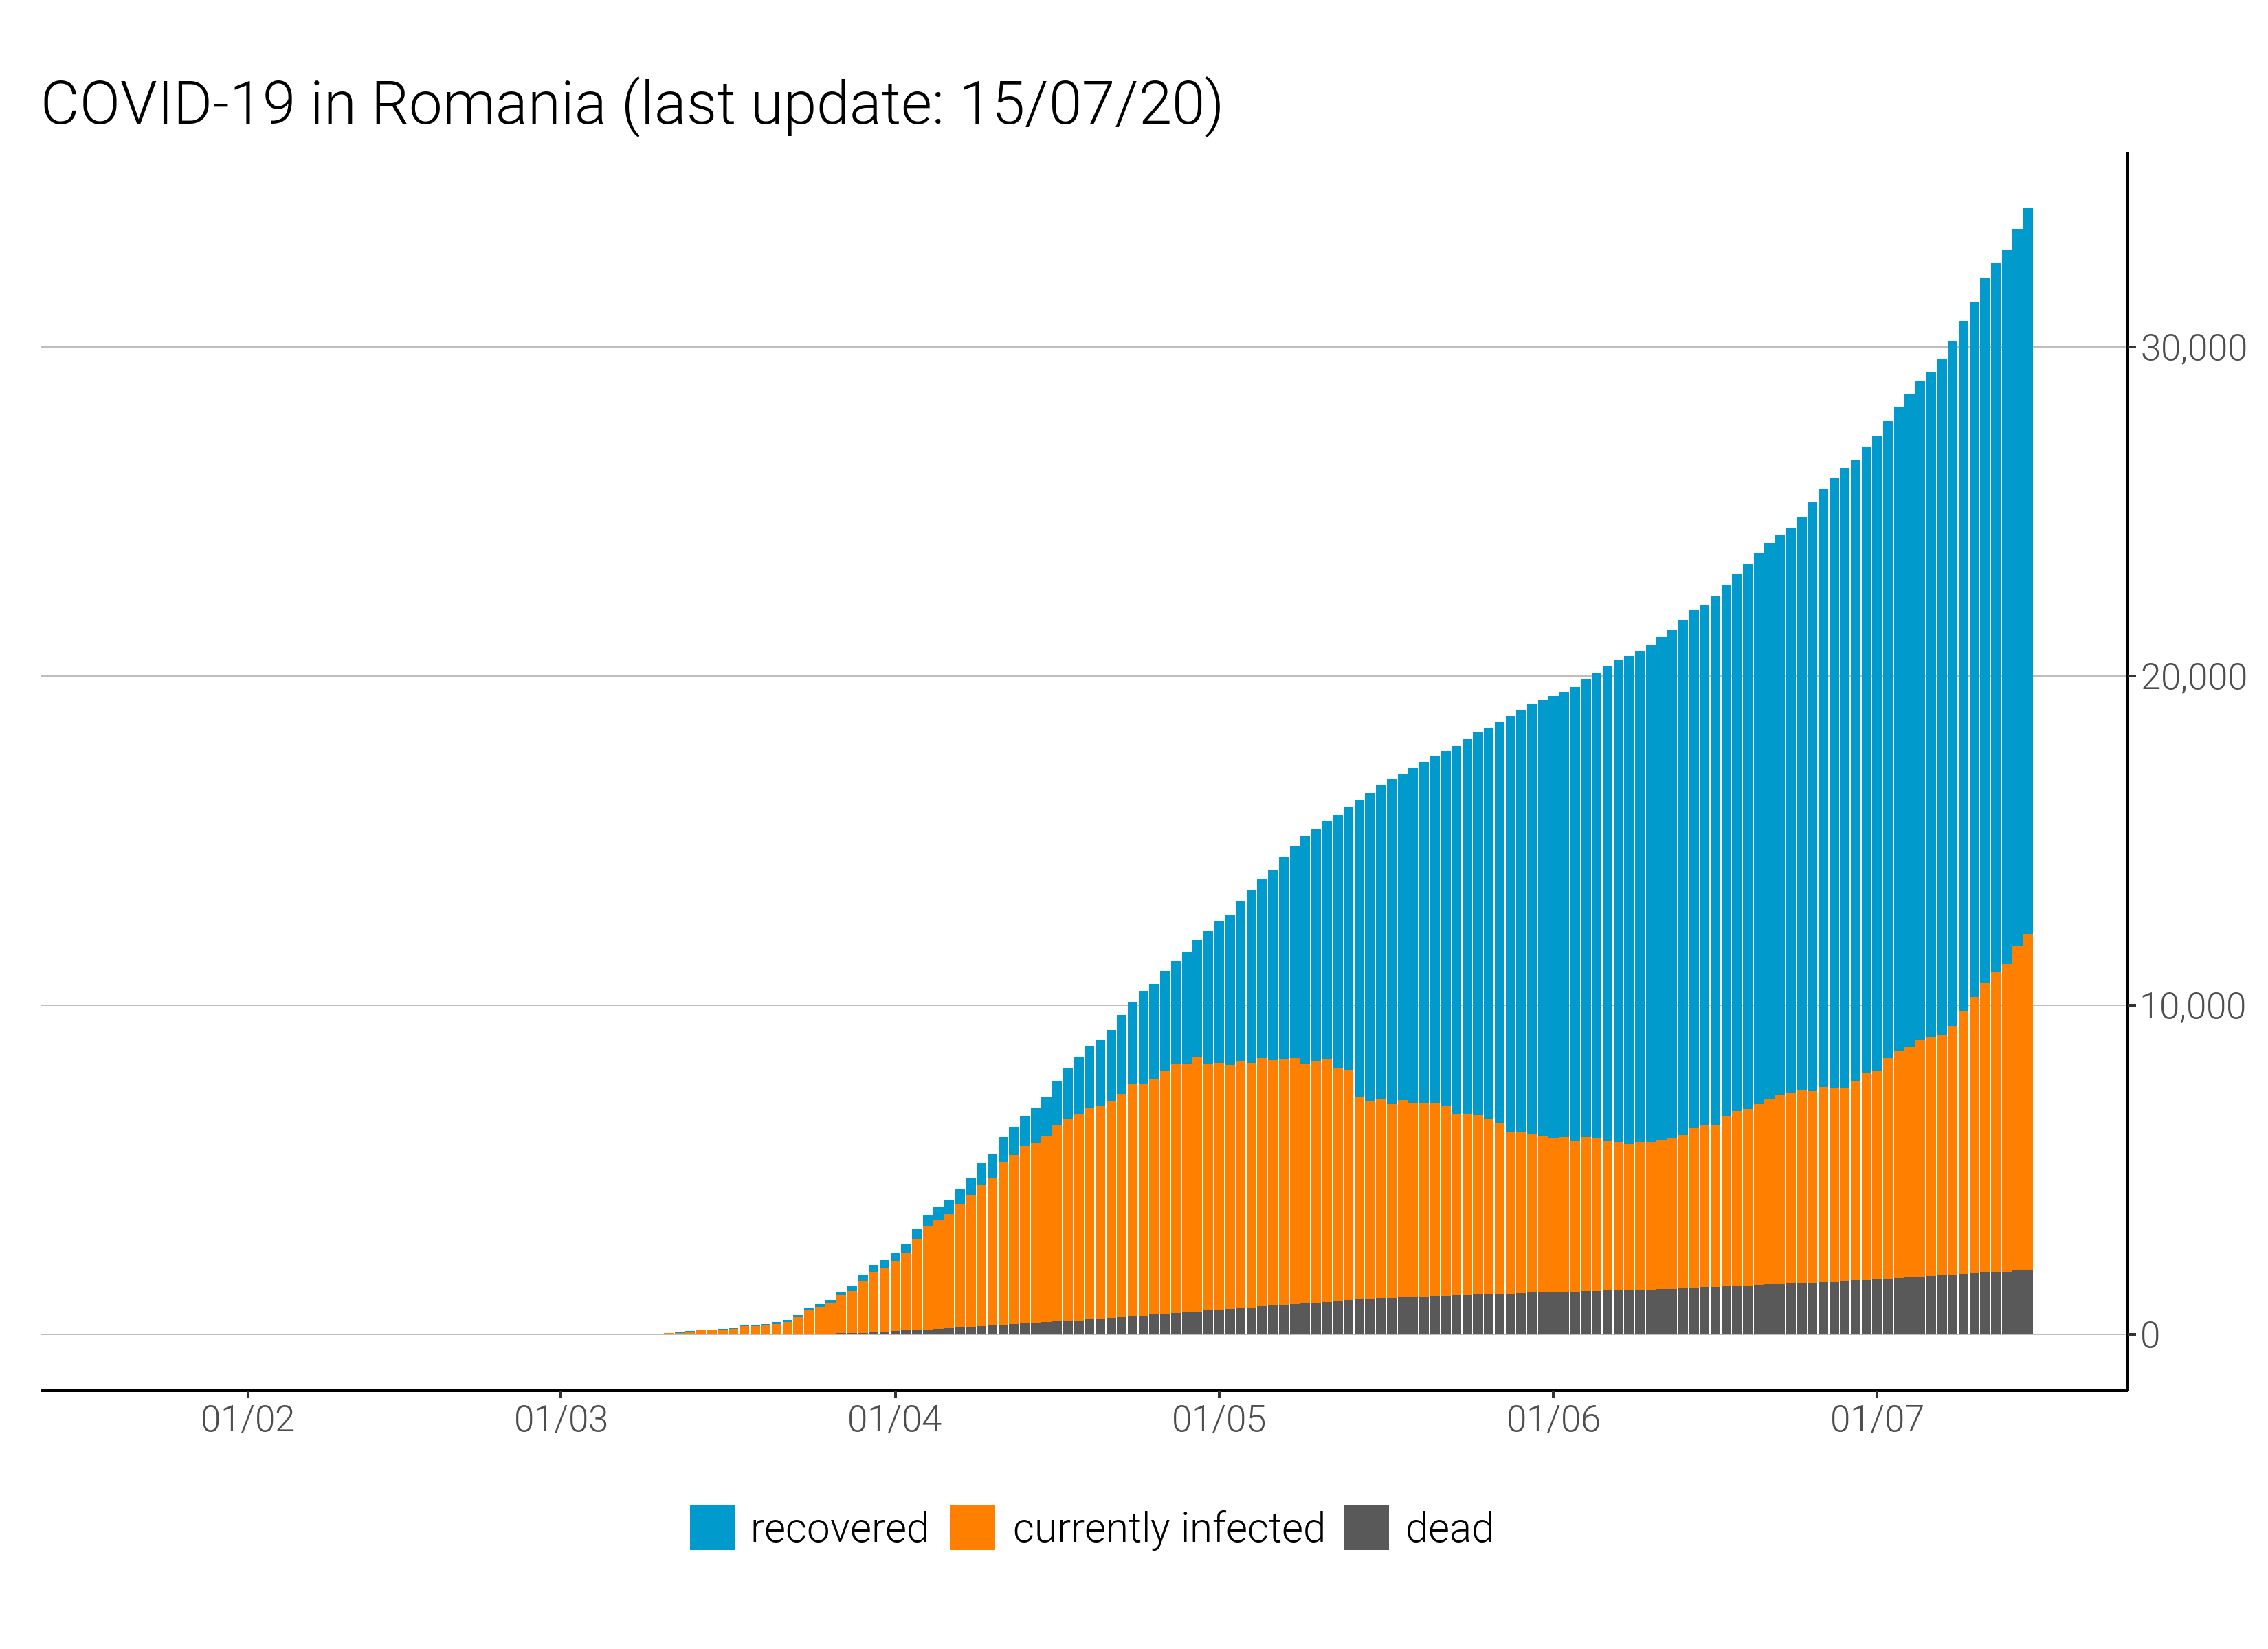 COVID-19 in Romania (last update: 15/07/20)
30,000
20,000
10,000
0
01/02 01/03 01/04 01/05 01/06 01/07
recovered currently infected dead